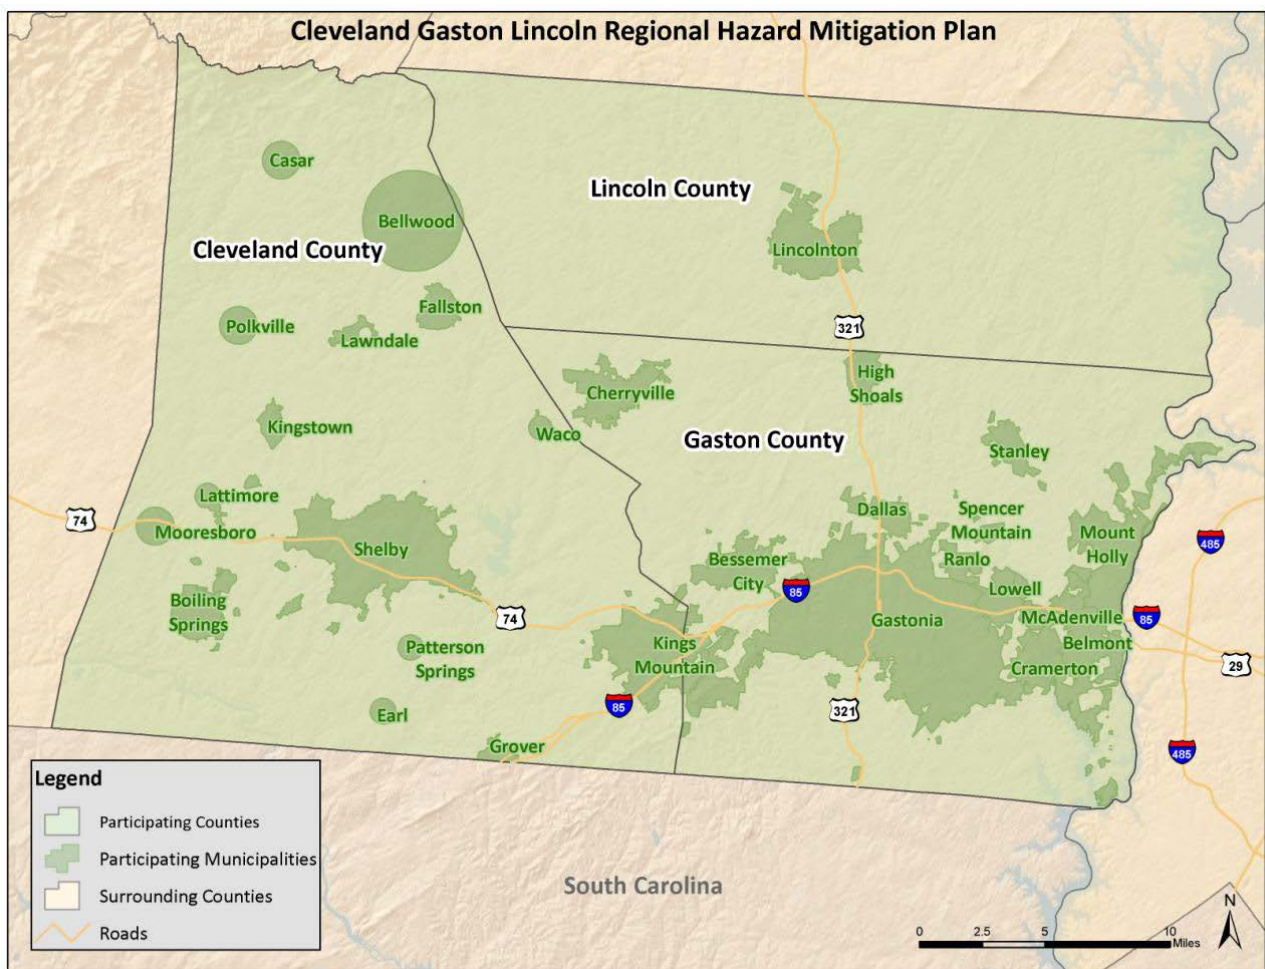 Cleveland Gaston Lincoln Regional Hazard Mitigation Plan
Casar
Lincoln County
Bellwood
Cleveland County
Lincolnton
Fallston
Polkville
Lawndale
321
High
Shoals
Cherryville
Kingstown
Waco
Gaston County
Stanley
Lattimore
74
Mooresboro
Dallas
Spencer
Mountain
Mount
Holly
485
Shelby
Bessemer
City
Ranlo
85
Lowell
Boiling
Springs
74
Gastonia
McAdenville
85
Patterson
Springs
Kings
Mountain
Belmont
Cramerton
29
Earl
85
321
Grover
485
Legend
Participating Counties
Participating Municipalities
Surrounding Counties
Roads
South Carolina
N
0 2.5 5 10
Miles